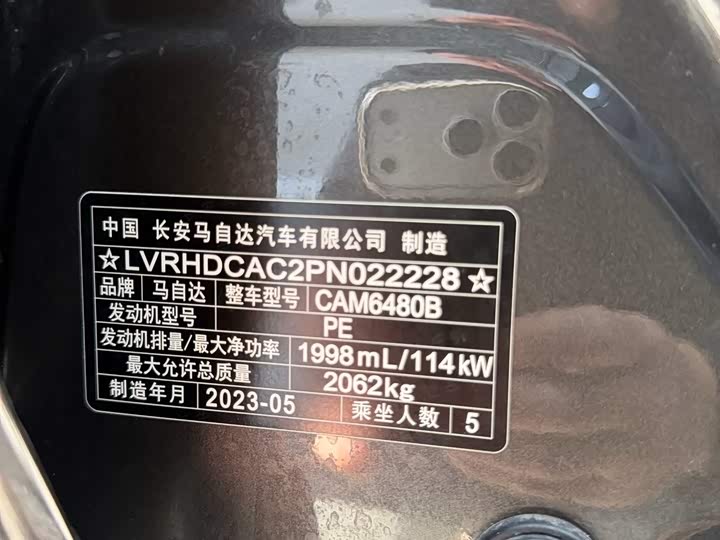 中国 长安马自达汽车有限公司 制造
☆LVRHDCAC2PN022228☆
品牌 马自达 整车型号 CAM6480B
发动机型号 PE
发动机排量/最大净功率 1998mL/114kW
最大允许总质量 2062kg
制造年月 2023-05 乘坐人数 5